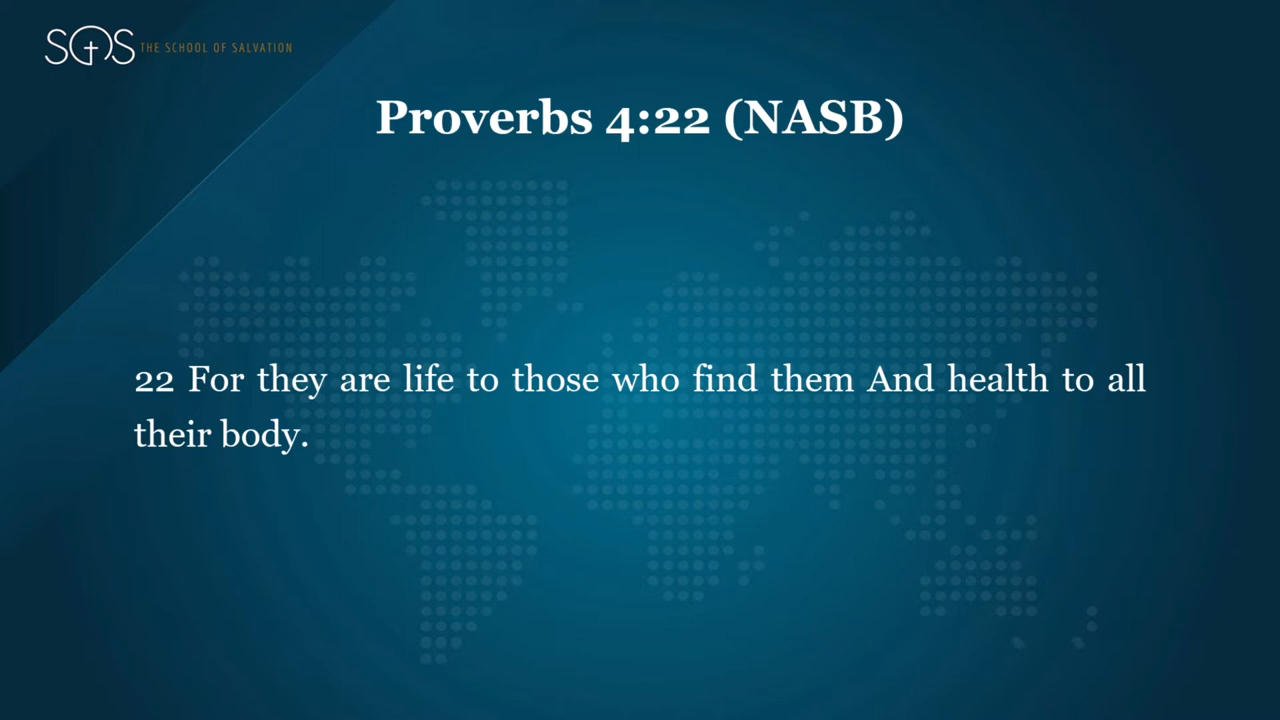 SOS THE SCHOOL OF SALVATION
Proverbs 4:22 (NASB)
22 For they are life to those who find them And health to all
their body.